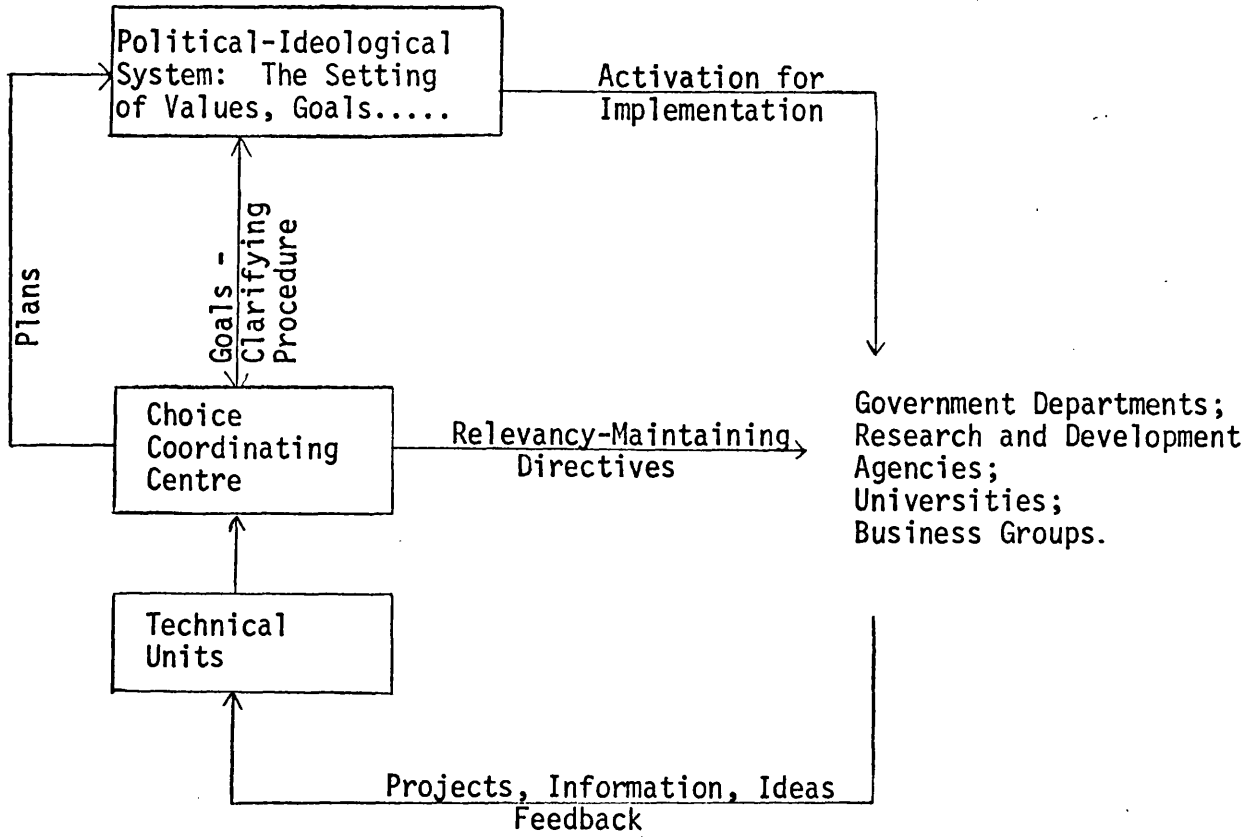 Political-Ideological
System: The Setting
of Values, Goals.....
Activation for
Implementation
Plans
Goals -
Clarifying
Procedure
Choice
Coordinating
Centre
Relevancy-Maintaining
Directives
Government Departments;
Research and Development
Agencies;
Universities;
Business Groups.
Technical
Units
Projects, Information, Ideas
Feedback